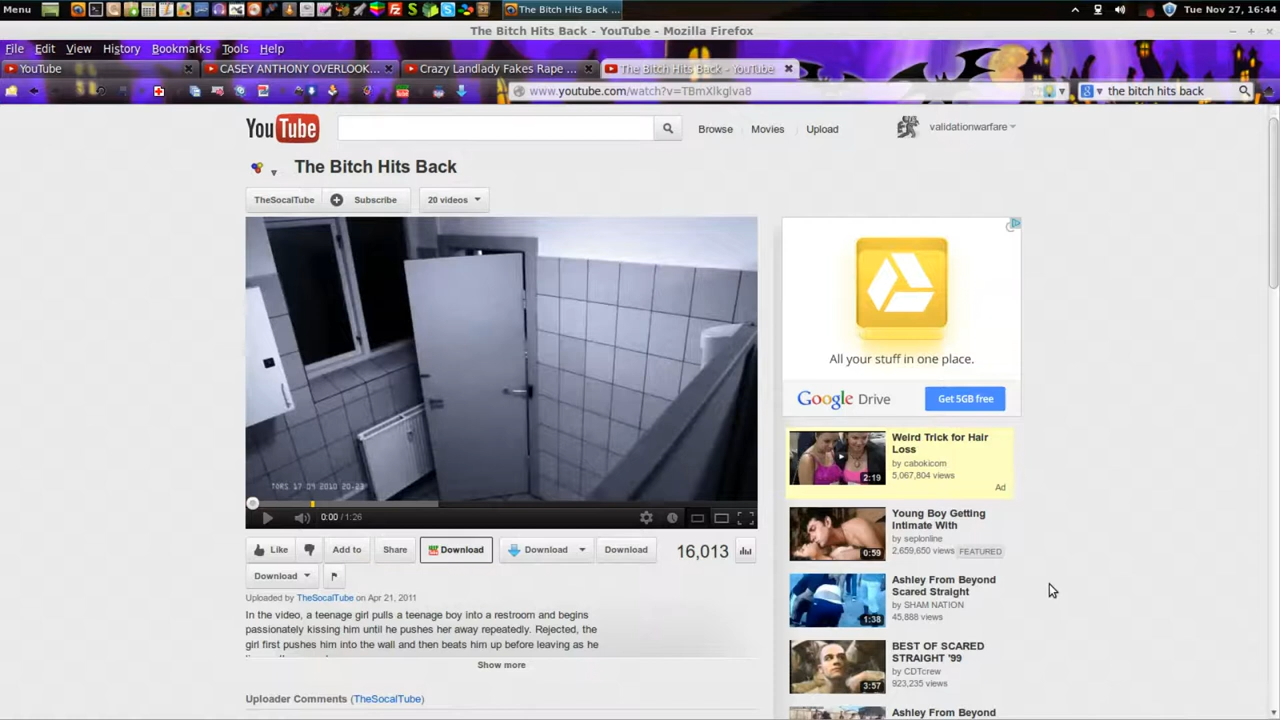 Menu
The Bitch Hits Back ...
Tue Nov 27, 16:44
The Bitch Hits Back - YouTube - Mozilla Firefox
File Edit View History Bookmarks Tools Help
YouTube
CASEY ANTHONY OVERLOOK...
Crazy Landlady Fakes Rape ...
The Bitch Hits Back - YouTube
www.youtube.com/watch?v=TBmXlkglva8
the bitch hits back
YouTube
Browse Movies Upload
validationwarfare
The Bitch Hits Back
TheSocalTube Subscribe 20 videos
TORS 17 09 2010 20:23
0:00 / 1:26
Like Add to Share Download Download Download 16,013
Download
Uploaded by TheSocalTube on Apr 21, 2011
In the video, a teenage girl pulls a teenage boy into a restroom and begins
passionately kissing him until he pushes her away repeatedly. Rejected, the
girl first pushes him into the wall and then beats him up before leaving as he
Show more
Uploader Comments (TheSocalTube)
All your stuff in one place.
Google Drive Get 5GB free
Weird Trick for Hair
Loss
by cabokicom
5,067,804 views
2:19
Ad
Young Boy Getting
Intimate With
by seplonline
2,659,650 views FEATURED
0:59
Ashley From Beyond
Scared Straight
by SHAM NATION
45,888 views
1:38
BEST OF SCARED
STRAIGHT '99
by CDTcrew
923,235 views
3:57
Ashley From Beyond